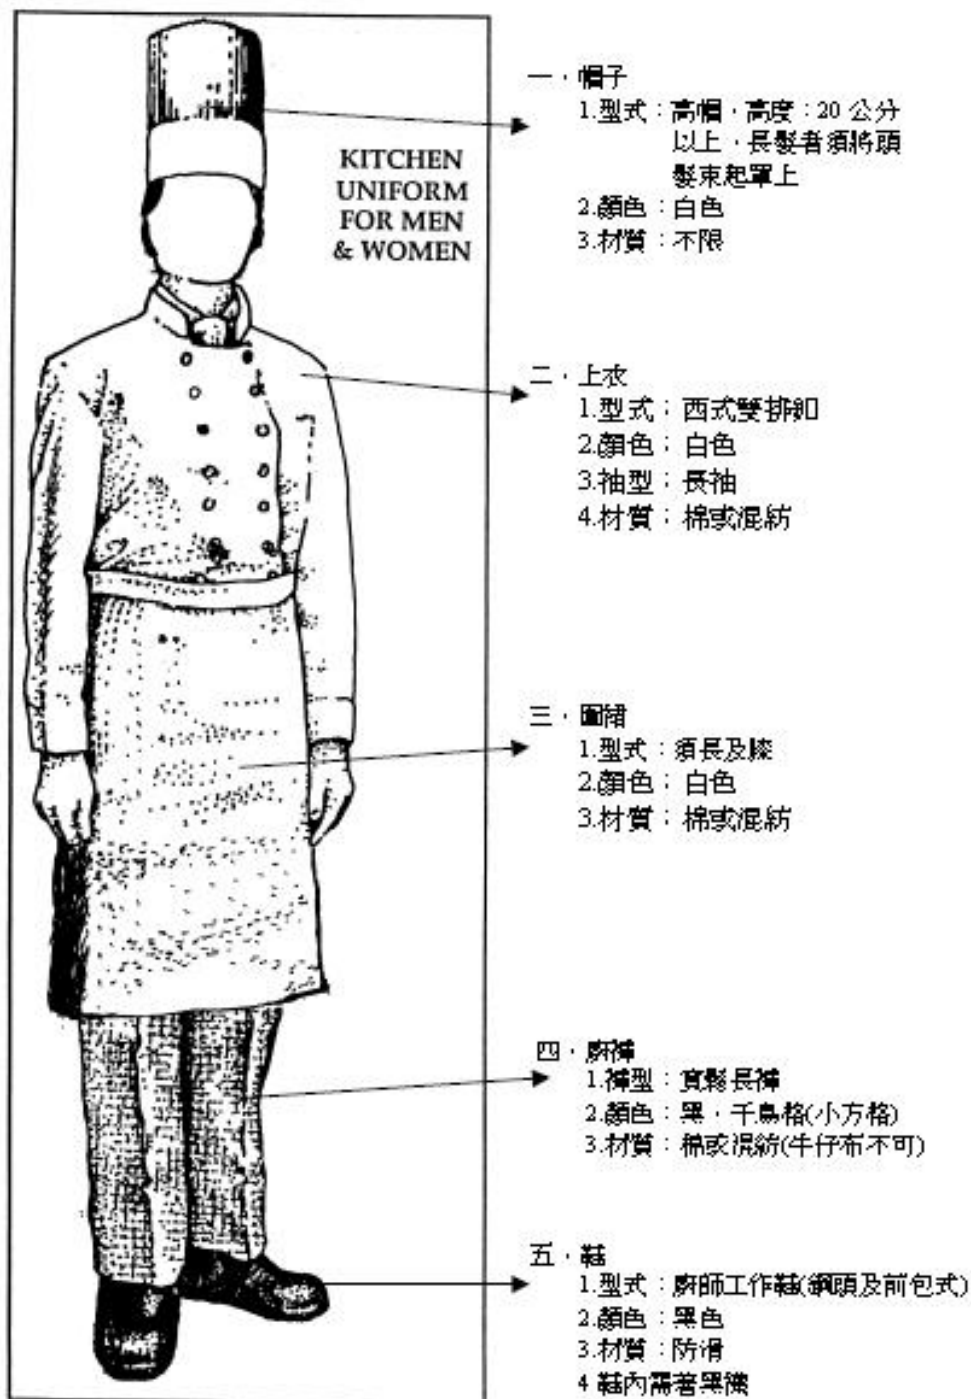 KITCHEN
UNIFORM
FOR MEN
& WOMEN
一．帽子
1.型式：高帽，高度：20 公分
以上，長髮者須將頭
髮束起罩上
2.顏色：白色
3.材質：不限
二．上衣
1.型式：西式雙排釦
2.顏色：白色
3.袖型：長袖
4.材質：棉或混紡
三．圍裙
1.型式：須長及膝
2.顏色：白色
3.材質：棉或混紡
四．廚褲
1.褲型：寬鬆長褲
2.顏色：黑，千鳥格(小方格)
3.材質：棉或混紡(牛仔布不可)
五．鞋
1.型式：廚師工作鞋(鋼頭及前包式)
2.顏色：黑色
3.材質：防滑
4 鞋內需著黑襪